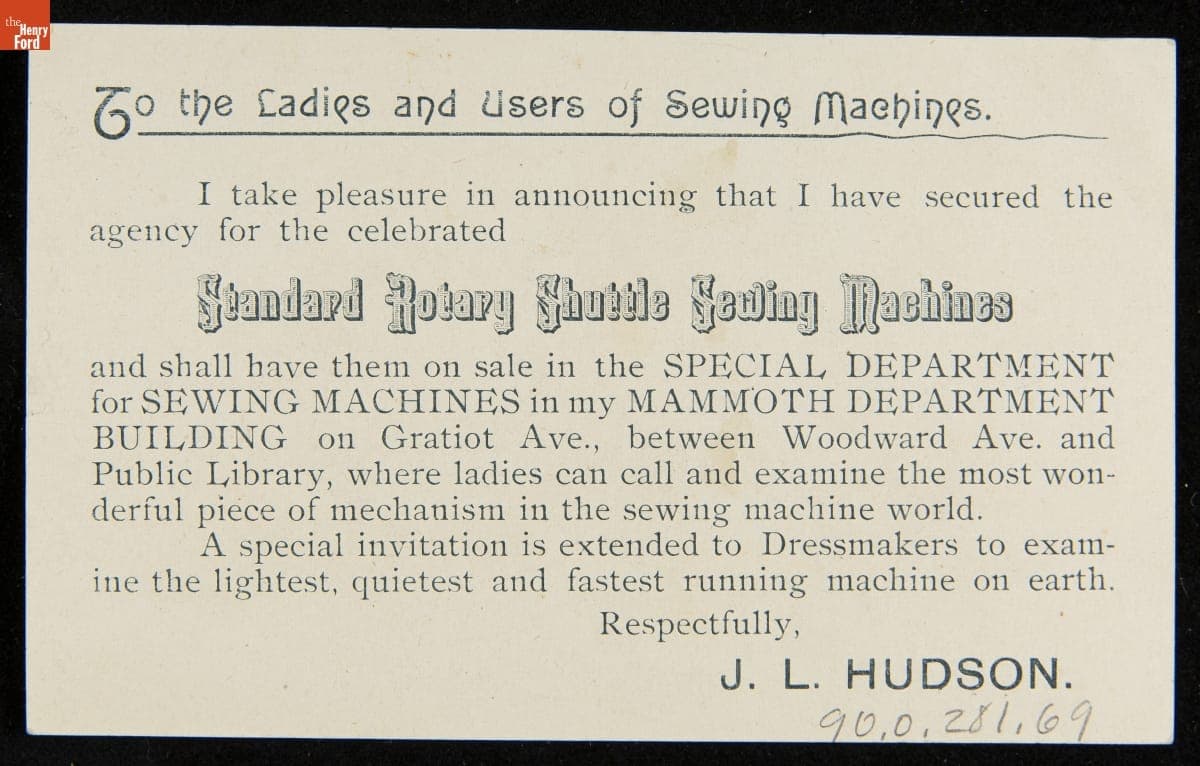 the
Henry
Ford
To the Ladies and Users of Sewing Machines.
I take pleasure in announcing that I have secured the
agency for the celebrated
Standard Rotary Shuttle Sewing Machines
and shall have them on sale in the SPECIAL DEPARTMENT
for SEWING MACHINES in my MAMMOTH DEPARTMENT
BUILDING on Gratiot Ave., between Woodward Ave. and
Public Library, where ladies can call and examine the most won-
derful piece of mechanism in the sewing machine world.
A special invitation is extended to Dressmakers to exam-
ine the lightest, quietest and fastest running machine on earth.
Respectfully,
J. L. HUDSON.
90.0.281.69